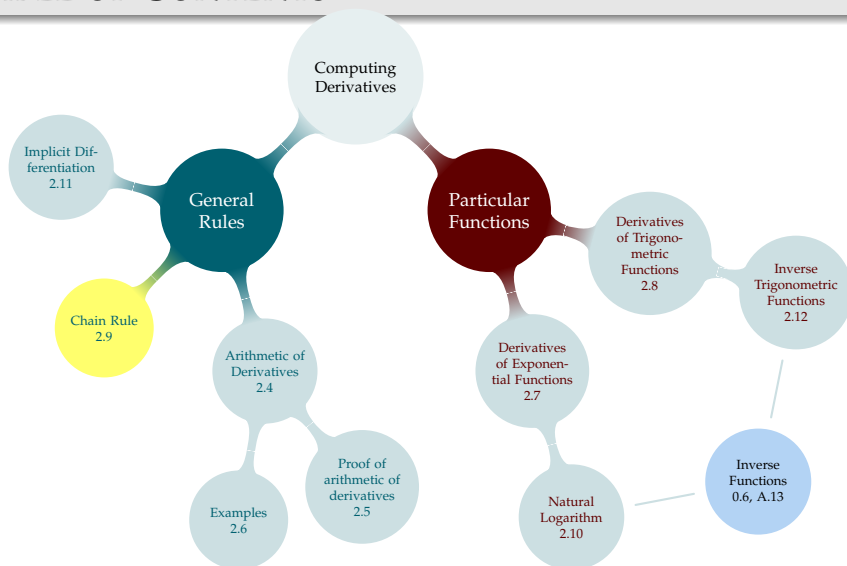 Computing
Derivatives
Implicit Dif-
ferentiation
2.11
General
Rules
Particular
Functions
Derivatives
of Trigono-
metric
Functions
2.8
Inverse
Trigonometric
Functions
2.12
Chain Rule
2.9
Arithmetic of
Derivatives
2.4
Derivatives
of Exponen-
tial Functions
2.7
Proof of
arithmetic of
derivatives
2.5
Inverse
Functions
0.6, A.13
Examples
2.6
Natural
Logarithm
2.10